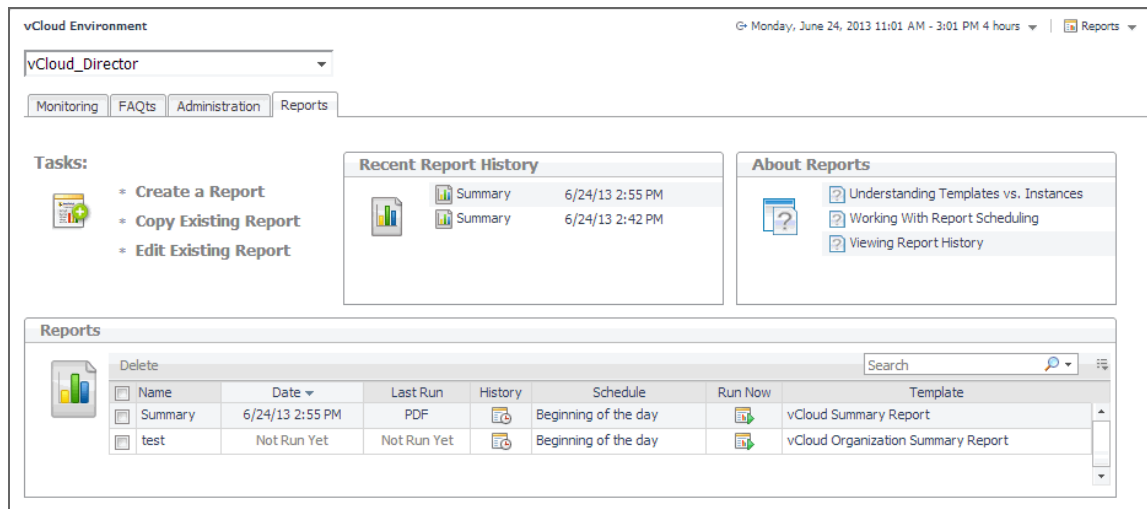 vCloud Environment
Monday, June 24, 2013 11:01 AM - 3:01 PM 4 hours | Reports
vCloud_Director
Monitoring FAQts Administration Reports
Tasks:
* Create a Report
* Copy Existing Report
* Edit Existing Report
Recent Report History
Summary 6/24/13 2:55 PM
Summary 6/24/13 2:42 PM
About Reports
Understanding Templates vs. Instances
Working With Report Scheduling
Viewing Report History
Reports
Delete Search
Name Date Last Run History Schedule Run Now Template
Summary 6/24/13 2:55 PM PDF Beginning of the day vCloud Summary Report
test Not Run Yet Not Run Yet Beginning of the day vCloud Organization Summary Report